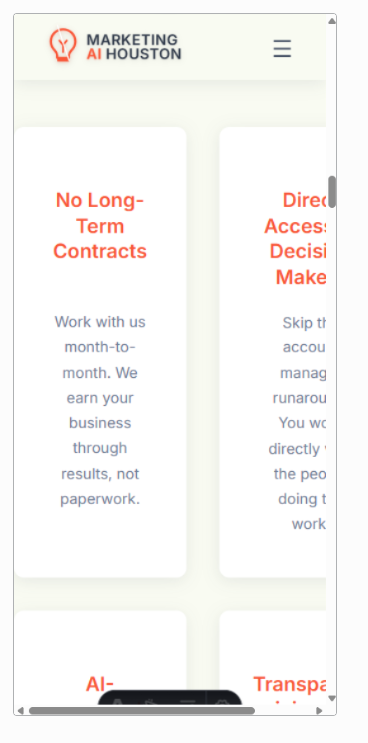 MARKETING
AI HOUSTON
No Long-
Term
Contracts
Work with us
month-to-
month. We
earn your
business
through
results, not
paperwork.
Direc
Access
Decisi
Make
Skip th
accou
manag
runarou
You wo
directly
the peo
doing t
work
AI-
Transpa